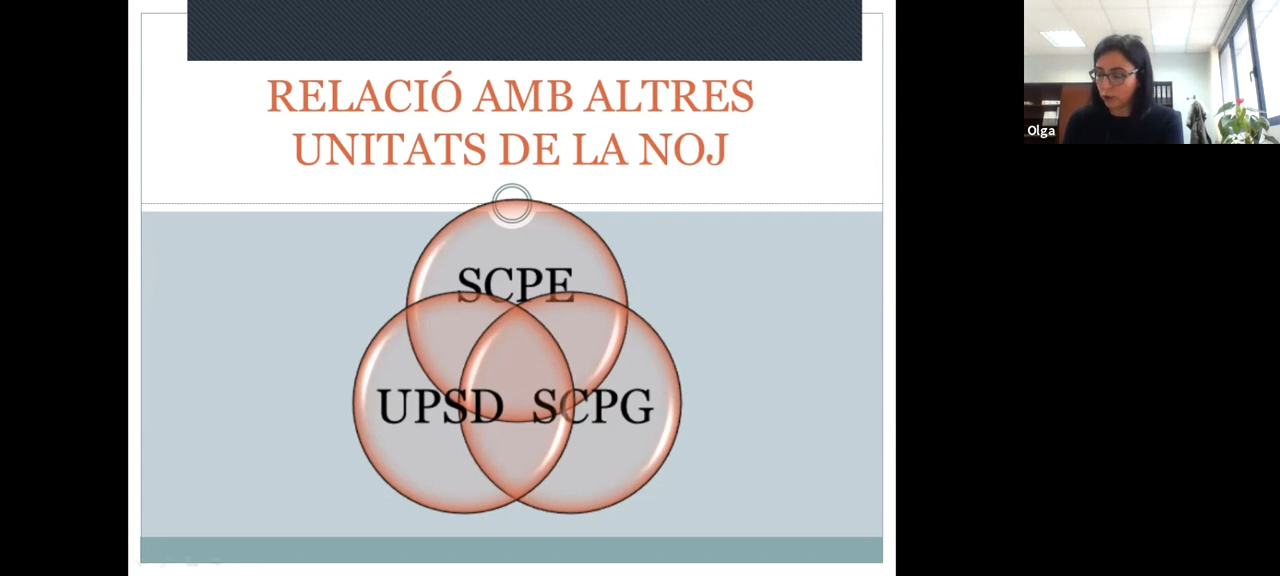 RELACIÓ AMB ALTRES
UNITATS DE LA NOJ
SCPE
UPSD
SCPG
Olga